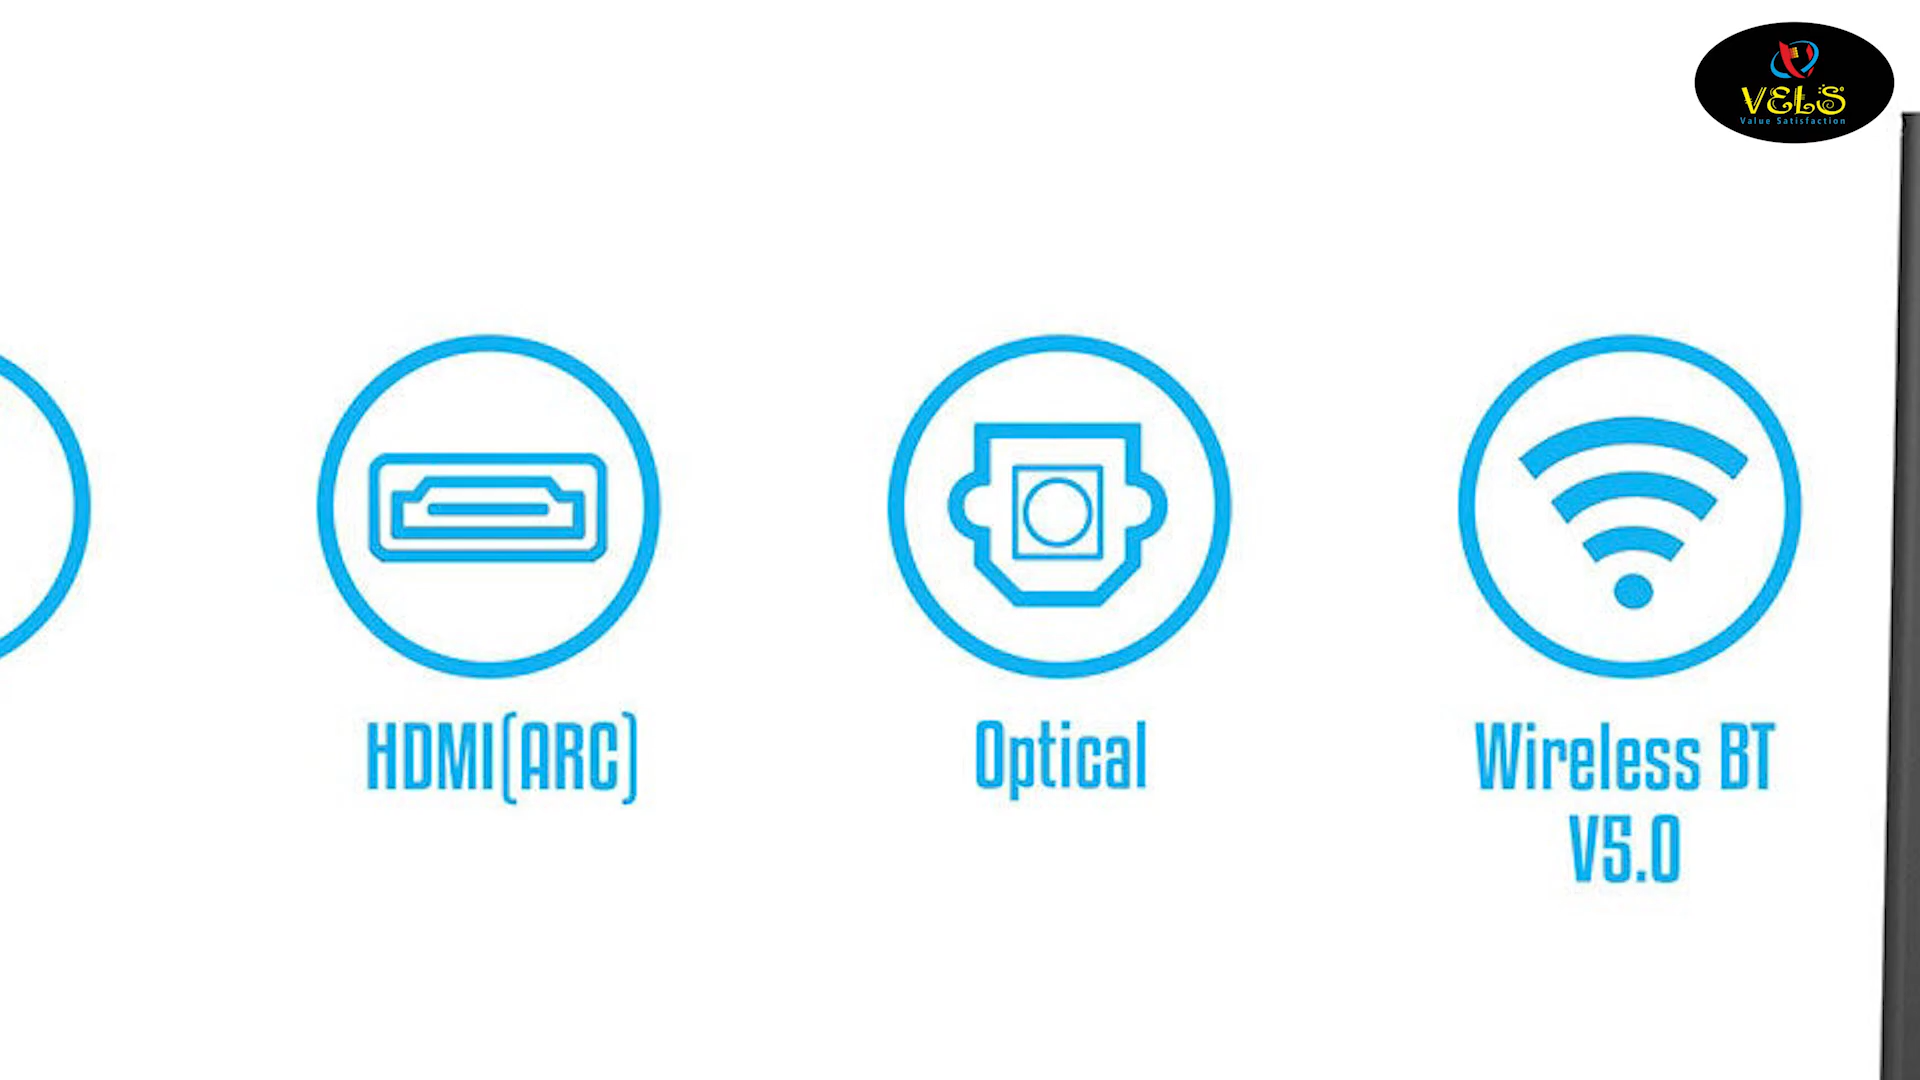 VELS
Value Satisfaction
HDMI(ARC)
Optical
Wireless BT
V5.0